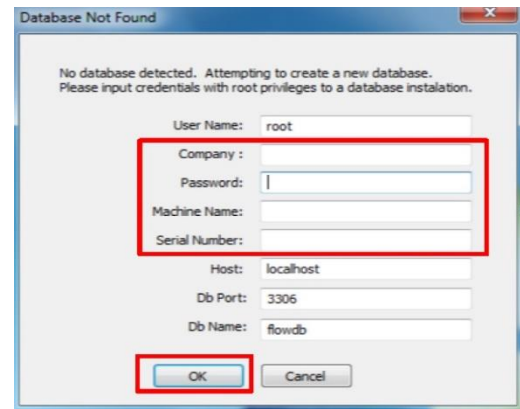 Database Not Found
No database detected. Attempting to create a new database.
Please input credentials with root privileges to a database instalation.
User Name: root
Company :
Password:
Machine Name:
Serial Number:
Host: localhost
Db Port: 3306
Db Name: flowdb
OK Cancel